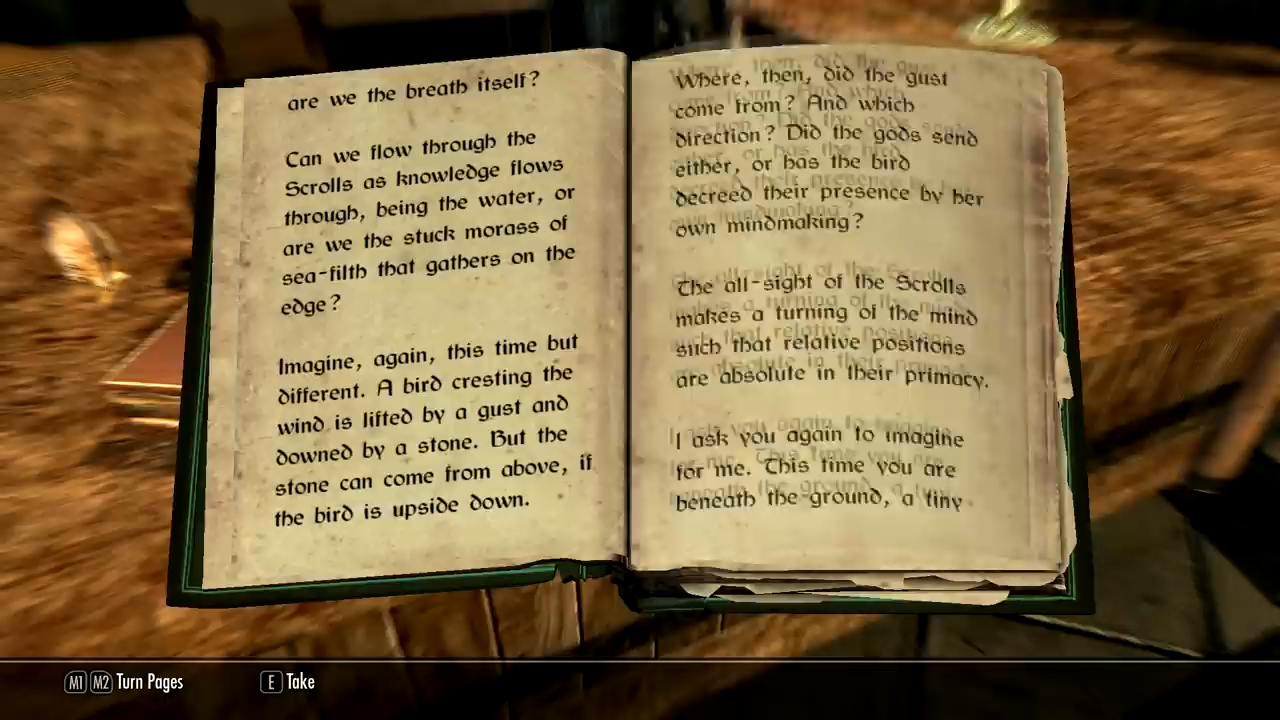 are we the breath itself?
Can we flow through the
Scrolls as knowledge flows
through, being the water, or
are we the stuck morass of
sea-filth that gathers on the
edge?
Imagine, again, this time but
different. A bird cresting the
wind is lifted by a gust and
downed by a stone. But the
stone can come from above, if
the bird is upside down.
Where, then, did the gust
come from? And which
direction? Did the gods send
either, or has the bird
decreed their presence by her
own mindmaking?
The all-sight of the Scrolls
makes a turning of the mind
such that relative positions
are absolute in their primacy.
I ask you again to imagine
for me. This time you are
beneath the ground, a tiny
M1 M2 Turn Pages
E Take